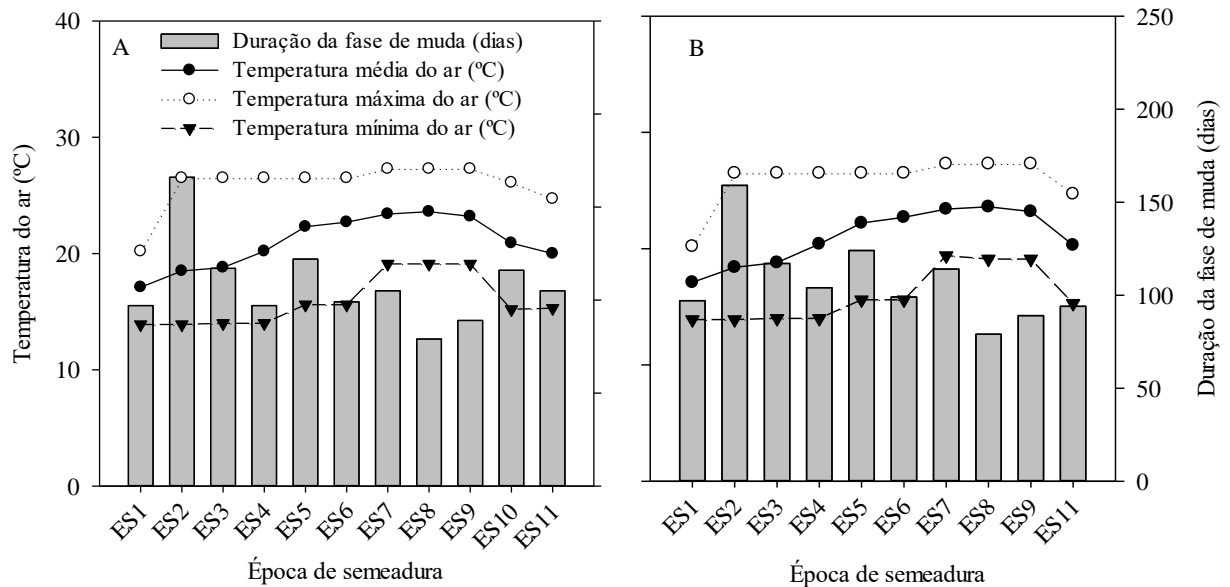 A
Duração da fase de muda (dias)
Temperatura média do ar (ºC)
Temperatura máxima do ar (ºC)
Temperatura mínima do ar (ºC)
Temperatura do ar (ºC)
40
30
20
10
0
ES1
ES2
ES3
ES4
ES5
ES6
ES7
ES8
ES9
ES10
ES11
Época de semeadura
B
250
200
150
100
50
0
Duração da fase de muda (dias)
ES1
ES2
ES3
ES4
ES5
ES6
ES7
ES8
ES9
ES11
Época de semeadura